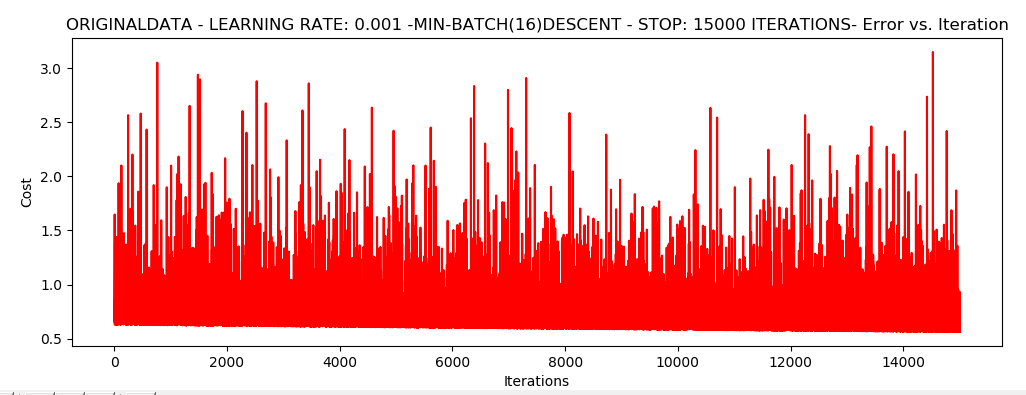 ORIGINALDATA - LEARNING RATE: 0.001 -MIN-BATCH(16)DESCENT - STOP: 15000 ITERATIONS- Error vs. Iteration
3.0
2.5
2.0
1.5
1.0
0.5
Cost
0 2000 4000 6000 8000 10000 12000 14000
Iterations